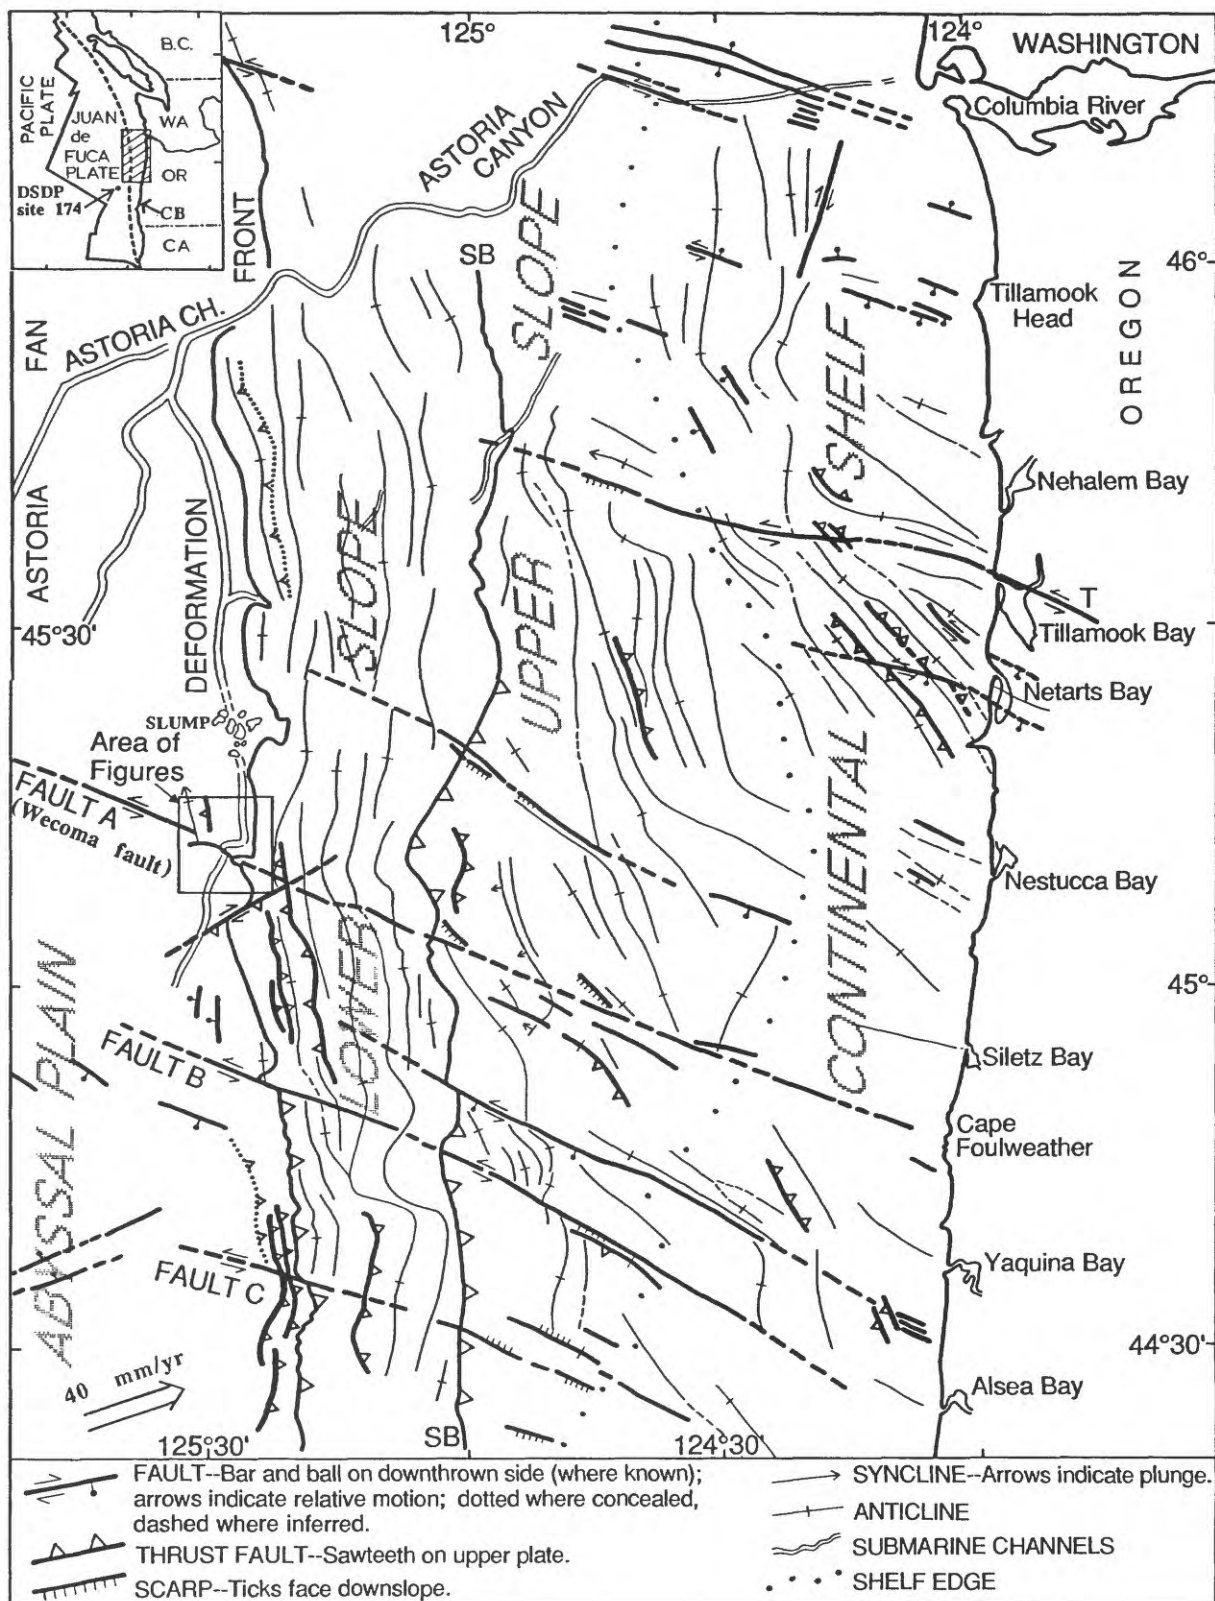 125°
124°
WASHINGTON
Columbia River
B.C.
PACIFIC
PLATE
JUAN
de
FUCA
PLATE
WA
OR
DSDP
site 174
CB
CA
FRONT
ASTORIA
CANYON
SB
SLOPE
46°
Tillamook
Head
OREGON
ASTORIA CH.
FAN
SHELF
Nehalem Bay
ASTORIA
DEFORMATION
SLOPE
UPPER
T
45°30'
Tillamook Bay
Netarts Bay
SLUMP
Area of
Figures
FAULT A
(Wecoma fault)
CONTINENTAL
Nestucca Bay
LOWER
45°
ABYSSAL PLAIN
FAULT B
Siletz Bay
Cape
Foulweather
FAULT C
Yaquina Bay
44°30'
40 mm/yr
Alsea Bay
125°30'
SB
124°30'
FAULT--Bar and ball on downthrown side (where known);
arrows indicate relative motion; dotted where concealed,
dashed where inferred.
THRUST FAULT--Sawteeth on upper plate.
SCARP--Ticks face downslope.
SYNCLINE--Arrows indicate plunge.
ANTICLINE
SUBMARINE CHANNELS
SHELF EDGE